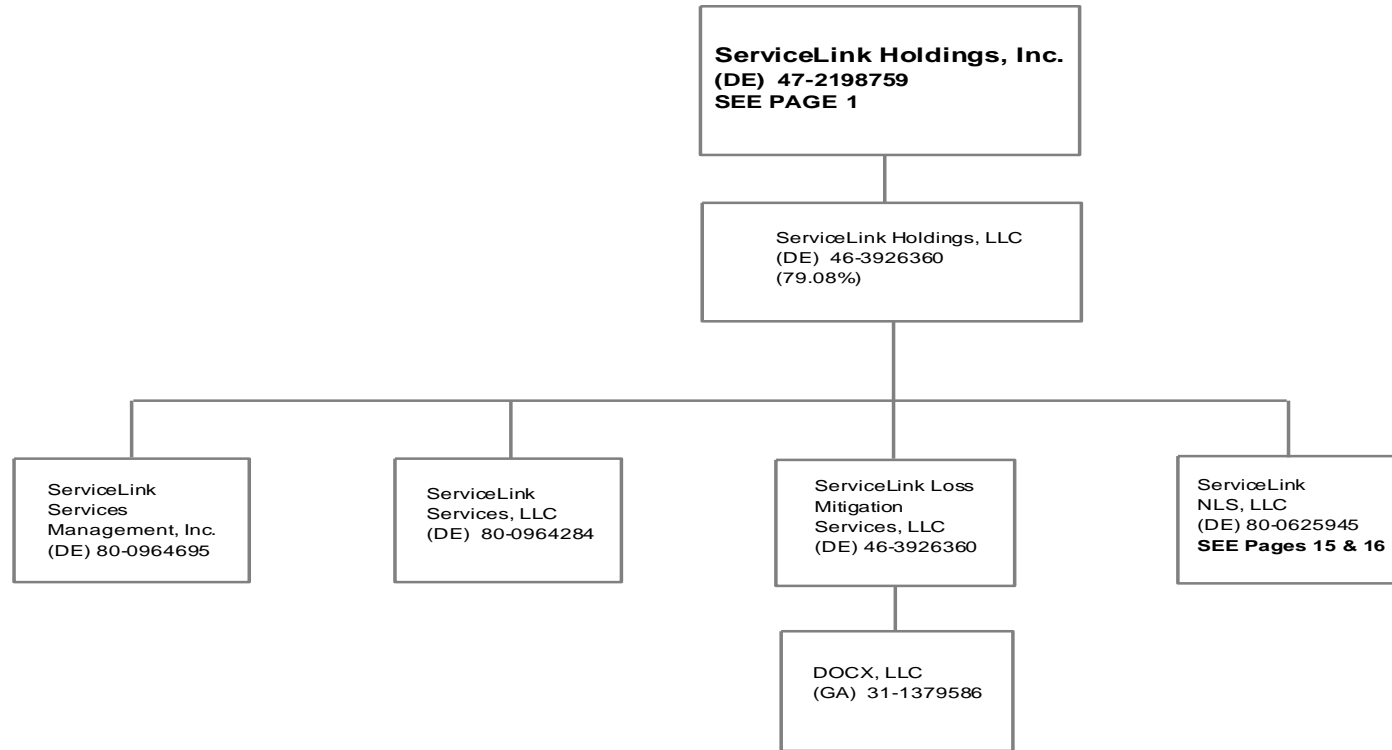 ServiceLink Holdings, Inc.
(DE) 47-2198759
SEE PAGE 1
ServiceLink Holdings, LLC
(DE) 46-3926360
(79.08%)
ServiceLink
Services
Management, Inc.
(DE) 80-0964695
ServiceLink
Services, LLC
(DE) 80-0964284
ServiceLink Loss
Mitigation
Services, LLC
(DE) 46-3926360
ServiceLink
NLS, LLC
(DE) 80-0625945
SEE Pages 15 & 16
DOCX, LLC
(GA) 31-1379586